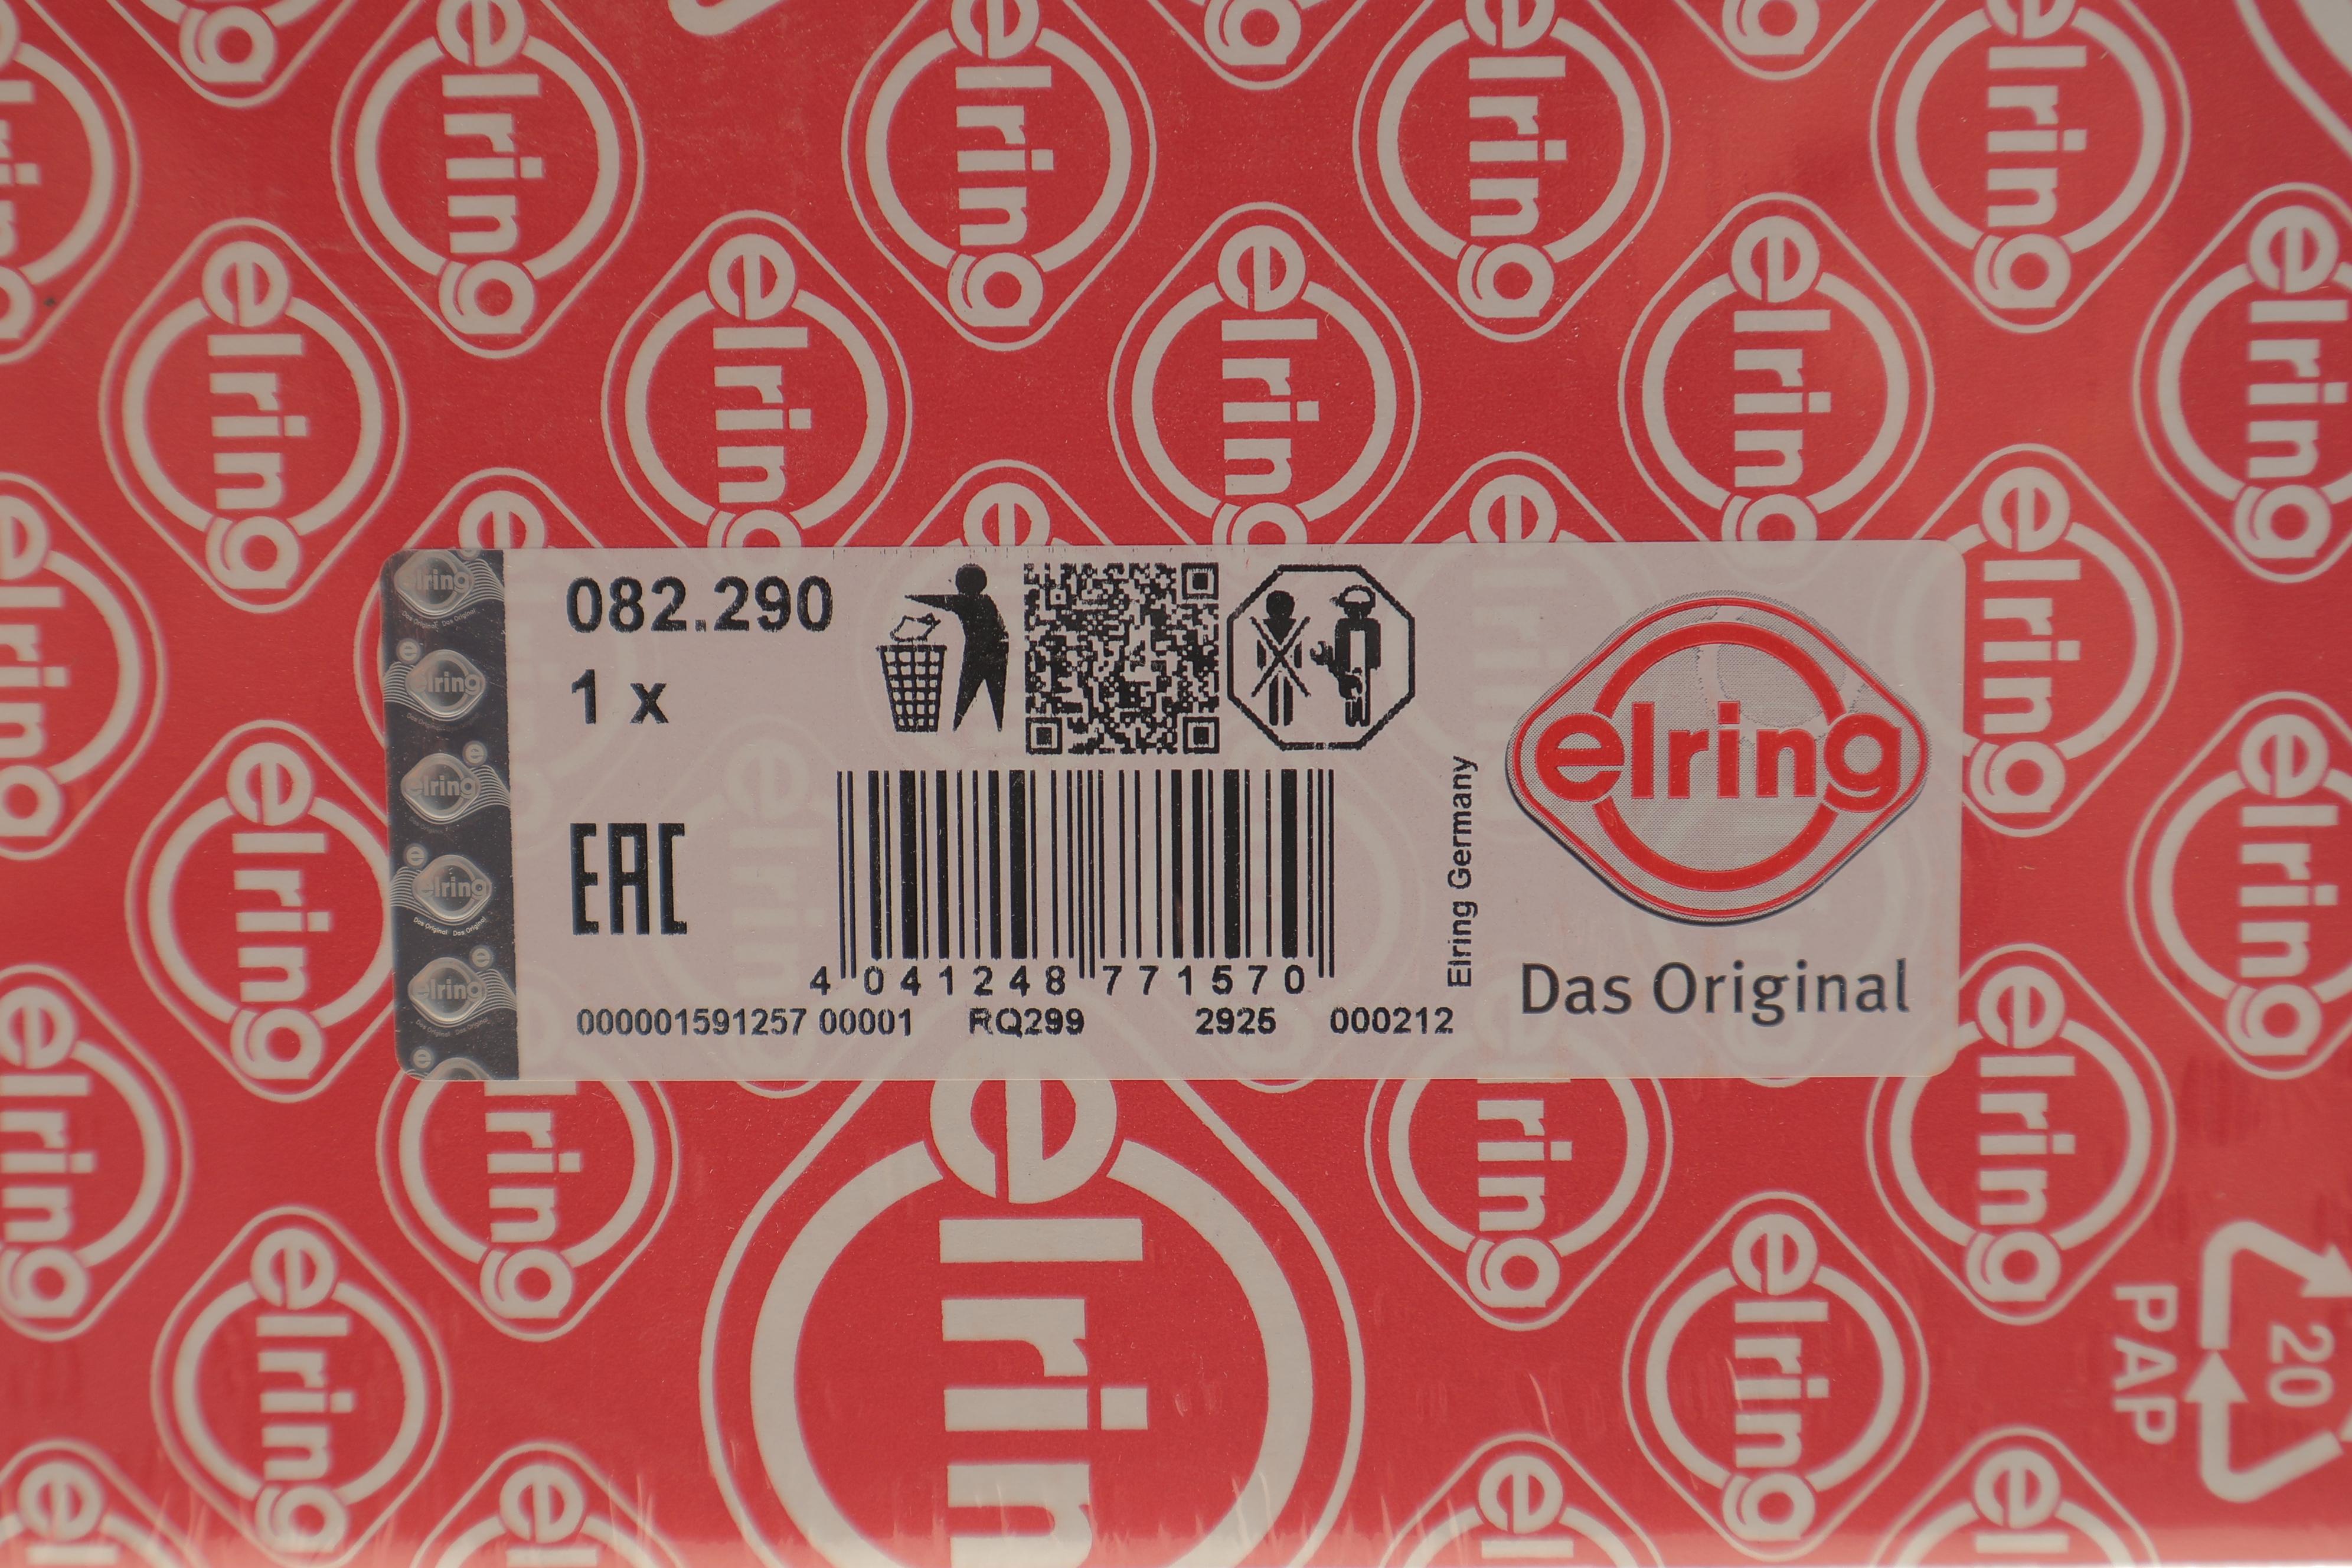 082.290
1 x
EAC
4 041248 771570
000001591257 00001 RQ299 2925 000212
Elring Germany
elring
Das Original
elring
20
PAP